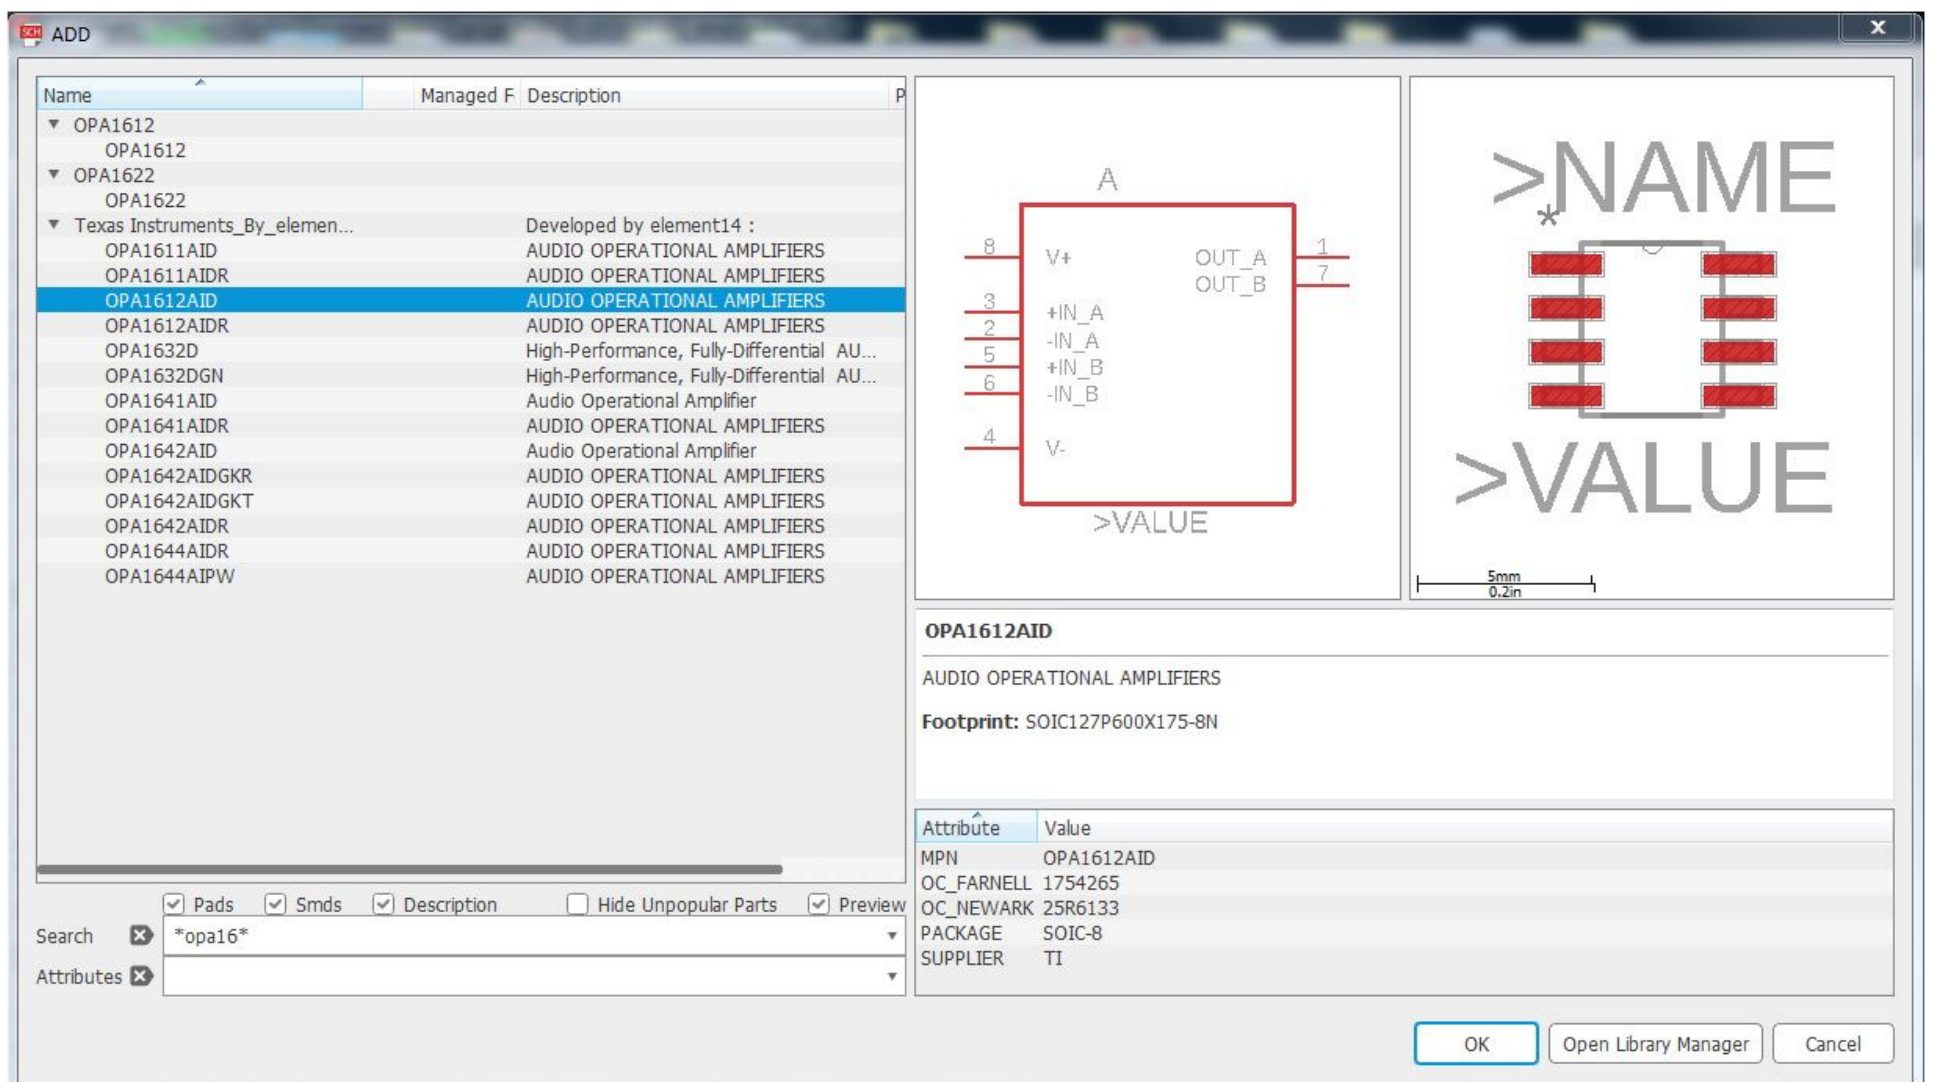 SCH ADD X
Name Managed F Description P
OPA1612
OPA1612
OPA1622
OPA1622
Texas Instruments_By_elemen... Developed by element14 :
OPA1611AID AUDIO OPERATIONAL AMPLIFIERS
OPA1611AIDR AUDIO OPERATIONAL AMPLIFIERS
OPA1612AID AUDIO OPERATIONAL AMPLIFIERS
OPA1612AIDR AUDIO OPERATIONAL AMPLIFIERS
OPA1632D High-Performance, Fully-Differential AU...
OPA1632DGN High-Performance, Fully-Differential AU...
OPA1641AID Audio Operational Amplifier
OPA1641AIDR AUDIO OPERATIONAL AMPLIFIERS
OPA1642AID Audio Operational Amplifier
OPA1642AIDGKR AUDIO OPERATIONAL AMPLIFIERS
OPA1642AIDGKT AUDIO OPERATIONAL AMPLIFIERS
OPA1642AIDR AUDIO OPERATIONAL AMPLIFIERS
OPA1644AIDR AUDIO OPERATIONAL AMPLIFIERS
OPA1644AIPW AUDIO OPERATIONAL AMPLIFIERS
Pads Smds Description Hide Unpopular Parts Preview
Search *opa16*
Attributes
A
8 V+ OUT_A 1
OUT_B 7
3 +IN_A
2 -IN_A
5 +IN_B
6 -IN_B
4 V-
>VALUE
>NAME
*
>VALUE
5mm
0.2in
OPA1612AID
AUDIO OPERATIONAL AMPLIFIERS
Footprint: SOIC127P600X175-8N
Attribute Value
MPN OPA1612AID
OC_FARNELL 1754265
OC_NEWARK 25R6133
PACKAGE SOIC-8
SUPPLIER TI
OK Open Library Manager Cancel